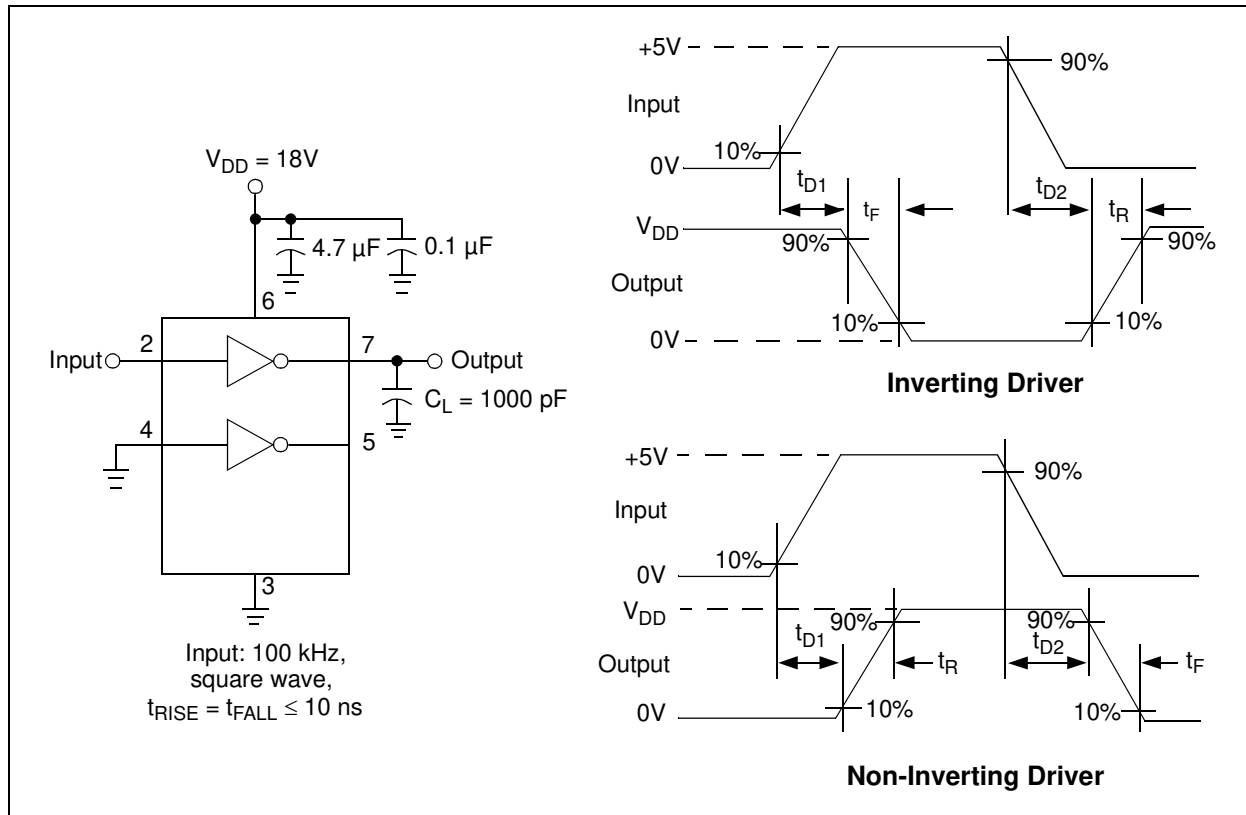 V_DD = 18V
4.7 µF
0.1 µF
6
Input
2
7
Output
C_L = 1000 pF
4
5
3
Input: 100 kHz,
square wave,
t_RISE = t_FALL ≤ 10 ns
+5V
90%
Input
10%
0V
t_D1
t_F
t_D2
t_R
V_DD
90%
90%
Output
10%
10%
0V
Inverting Driver
+5V
90%
Input
10%
0V
V_DD
90%
90%
t_D1
t_R
t_D2
t_F
Output
10%
10%
0V
Non-Inverting Driver